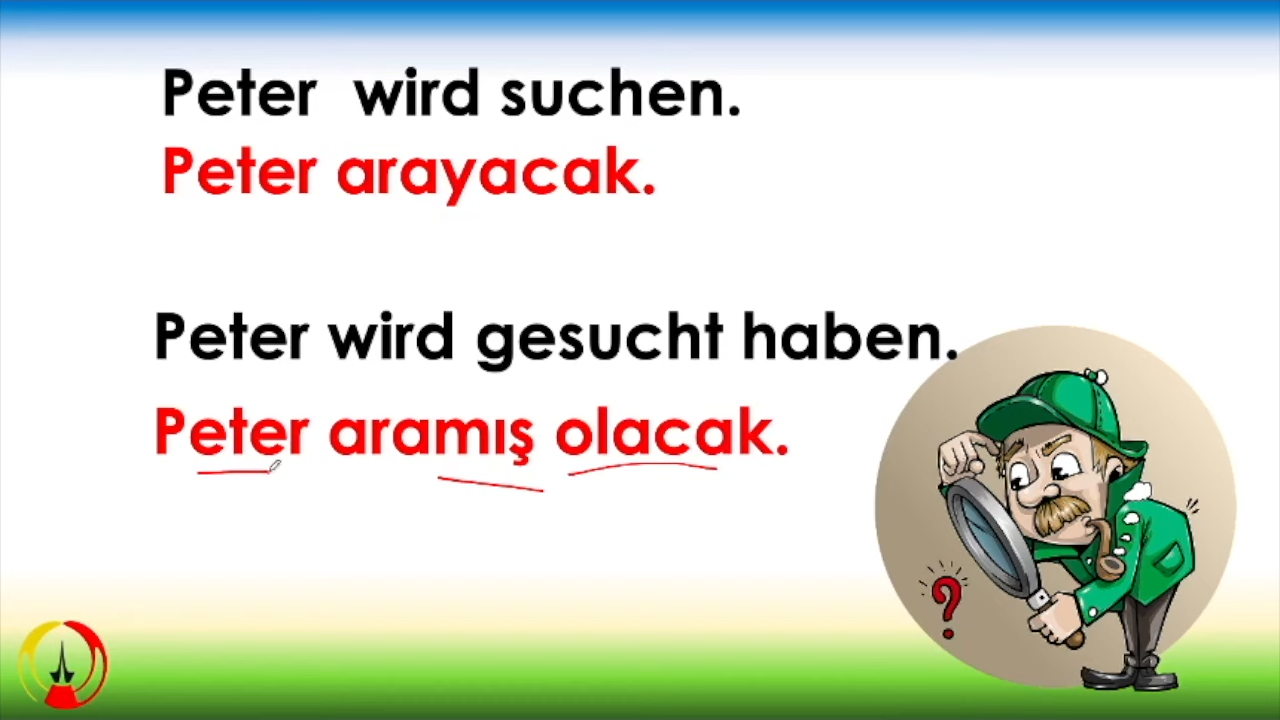 Peter wird suchen.
Peter arayacak.
Peter wird gesucht haben.
Peter aramış olacak.
?